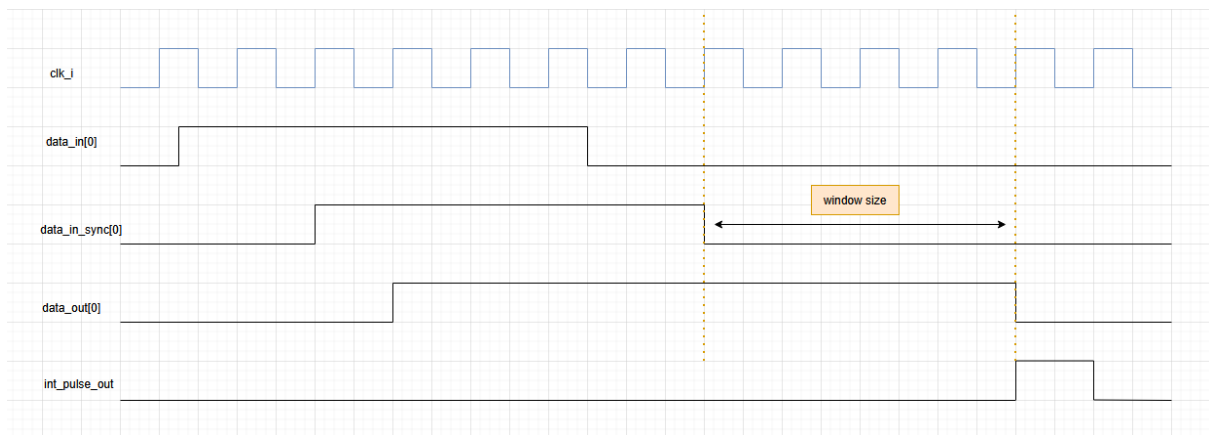 clk_i
data_in[0]
window size
data_in_sync[0]
data_out[0]
int_pulse_out